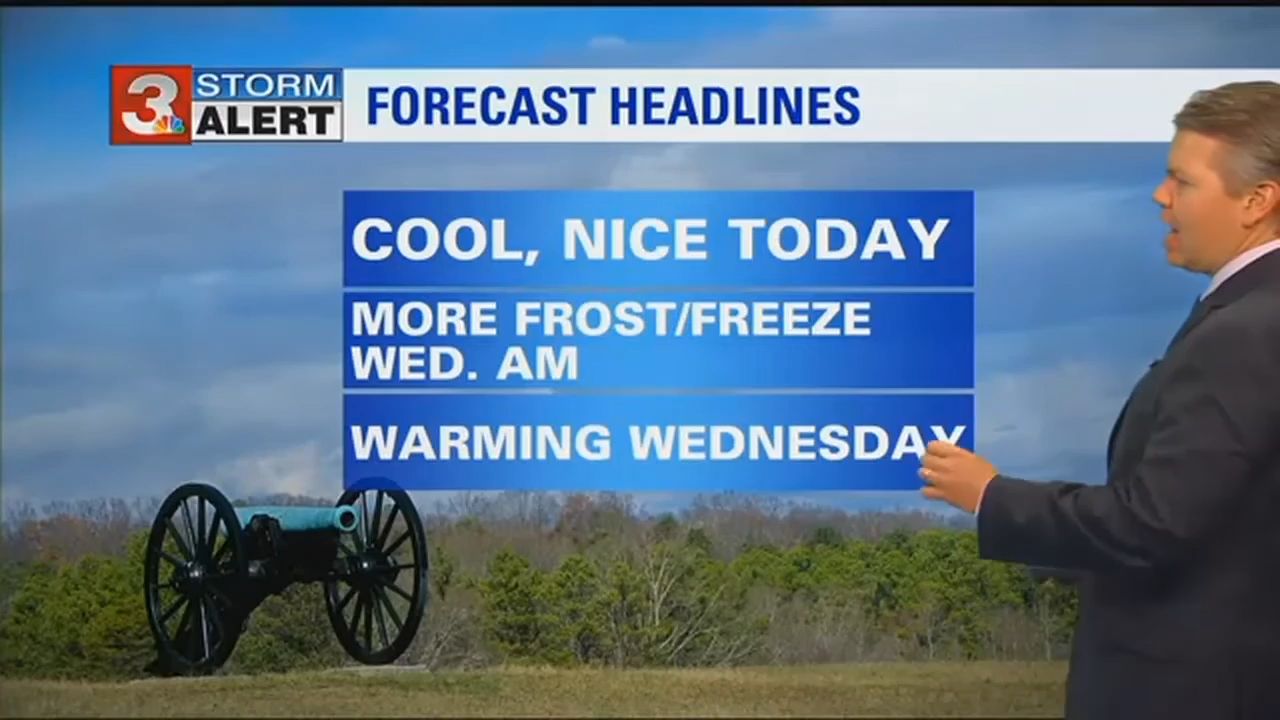 3 STORM ALERT
FORECAST HEADLINES
COOL, NICE TODAY
MORE FROST/FREEZE
WED. AM
WARMING WEDNESDAY